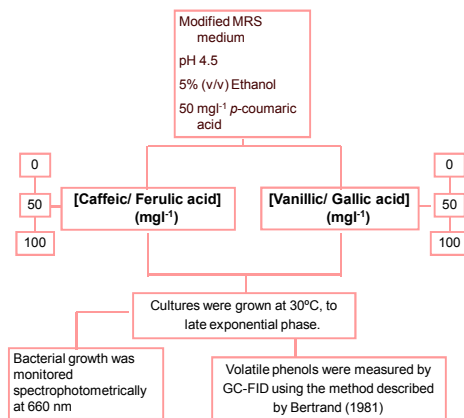 Modified MRS
medium
pH 4.5
5% (v/v) Ethanol
50 mgl-1 p-coumaric
acid
0
50
100
[Caffeic/ Ferulic acid]
(mgl-1)
[Vanillic/ Gallic acid]
(mgl-1)
0
50
100
Cultures were grown at 30ºC, to
late exponential phase.
Bacterial growth was
monitored
spectrophotometrically
at 660 nm
Volatile phenols were measured by
GC-FID using the method described
by Bertrand (1981)